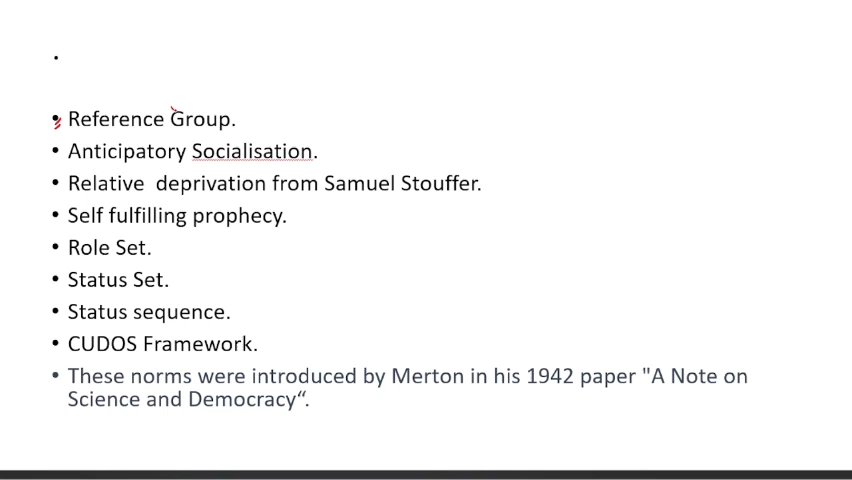 .
• Reference Group.
• Anticipatory Socialisation.
• Relative  deprivation from Samuel Stouffer.
• Self fulfilling prophecy.
• Role Set.
• Status Set.
• Status sequence.
• CUDOS Framework.
• These norms were introduced by Merton in his 1942 paper "A Note on
Science and Democracy“.